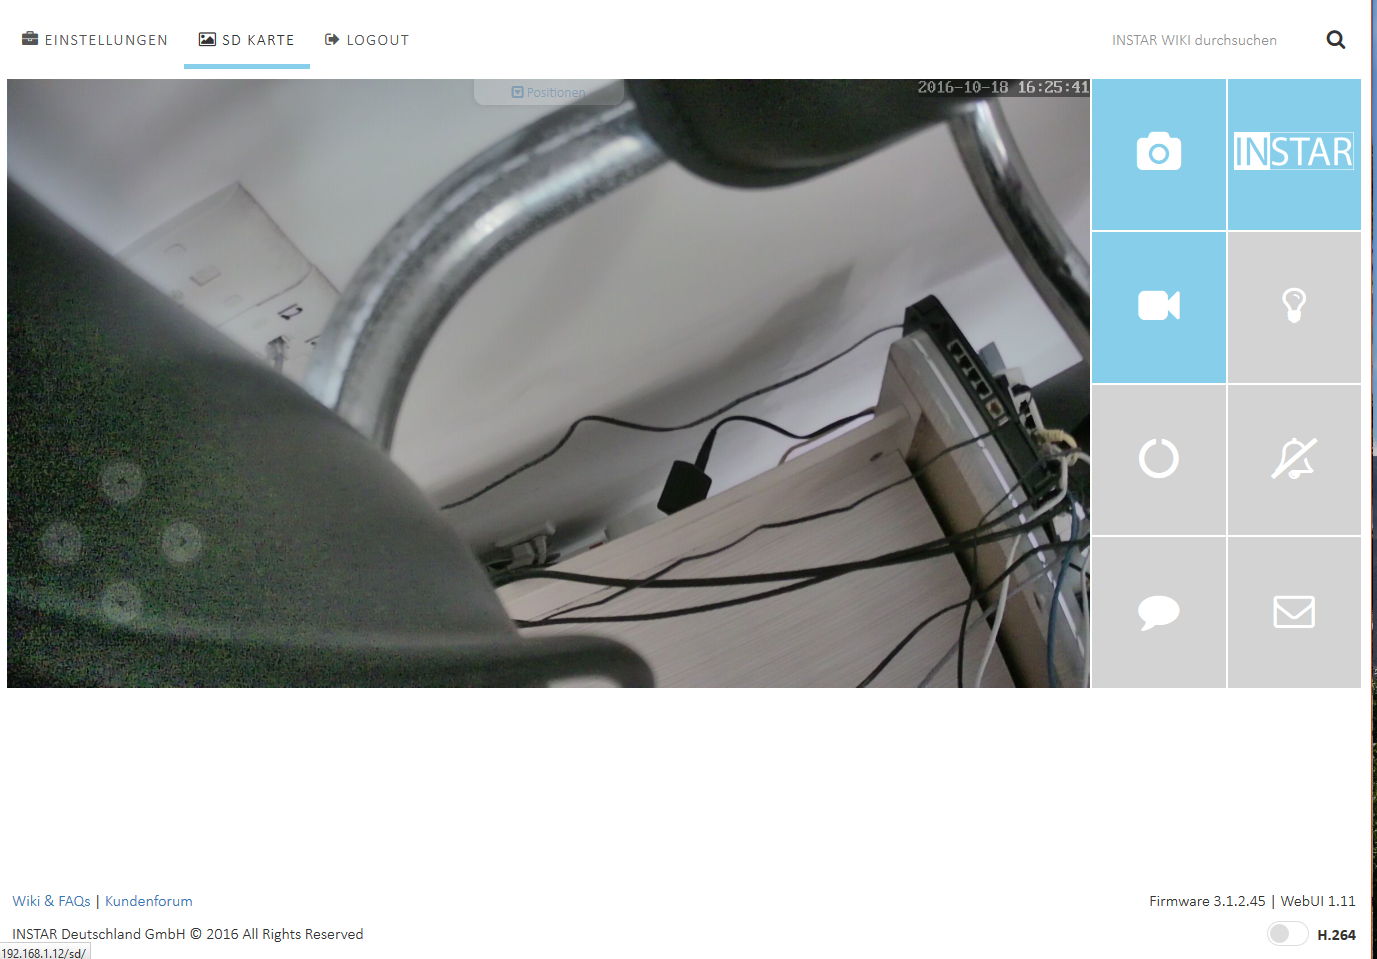 EINSTELLUNGEN SD KARTE LOGOUT INSTAR WIKI durchsuchen
Positionen
2016-10-18 16:25:41
INSTAR
Wiki & FAQs | Kundenforum
Firmware 3.1.2.45 | WebUI 1.11
INSTAR Deutschland GmbH © 2016 All Rights Reserved
H.264
192.168.1.12/sd/